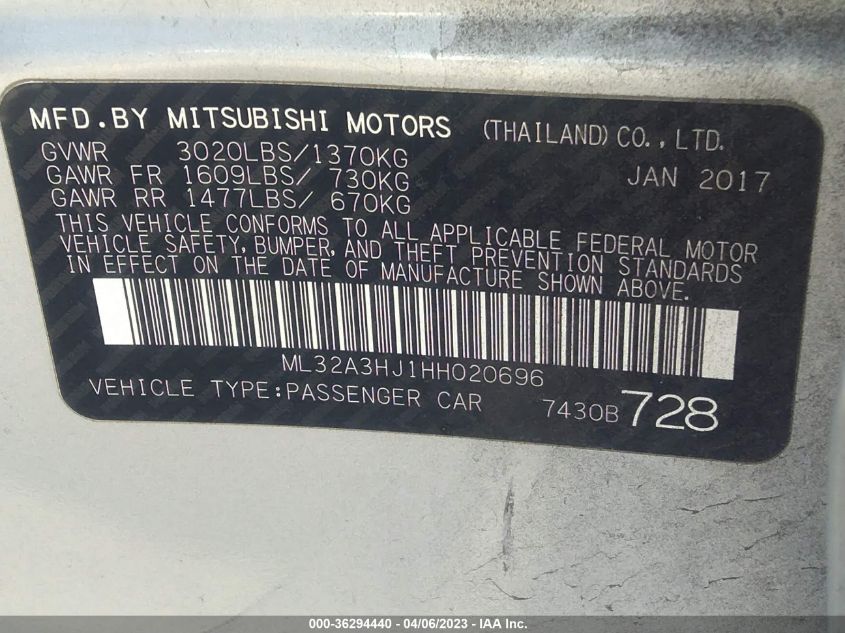 MFD.BY MITSUBISHI MOTORS (THAILAND) CO., LTD.
GVWR 3020LBS/1370KG JAN 2017
GAWR FR 1609LBS/ 730KG
GAWR RR 1477LBS/ 670KG
THIS VEHICLE CONFORMS TO ALL APPLICABLE FEDERAL MOTOR
VEHICLE SAFETY, BUMPER, AND THEFT PREVENTION STANDARDS
IN EFFECT ON THE DATE OF MANUFACTURE SHOWN ABOVE.
ML32A3HJ1HH020696
VEHICLE TYPE:PASSENGER CAR 7430B 728
000-36294440 - 04/06/2023 - IAA Inc.